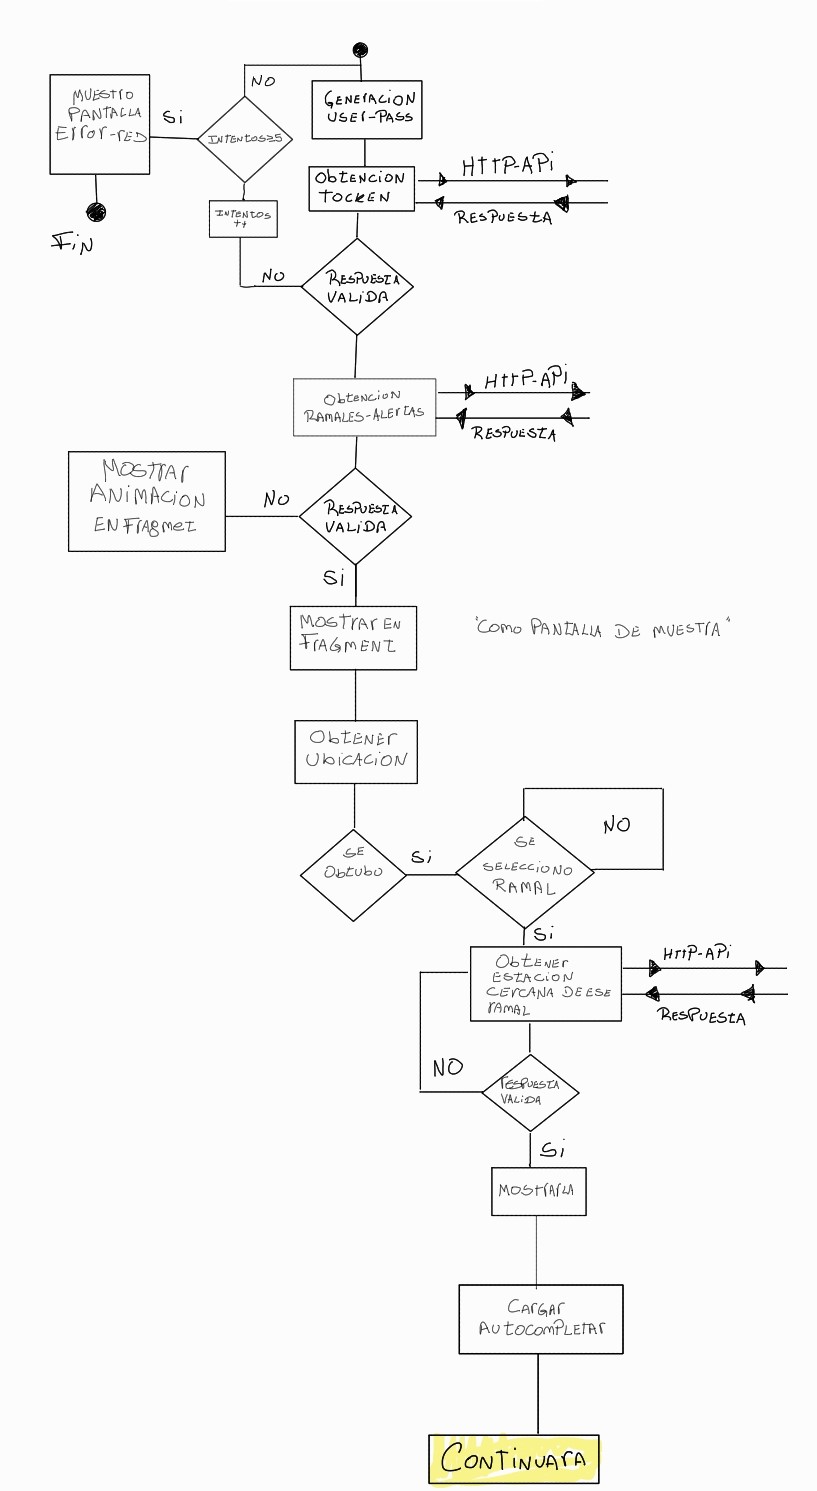 NO
MUESTRO
PANTALLA
Error-rED
Si
INTENTOS≥5
GENErACiON
USEr-PASS
ObtENCiON
TOCKEN
HttP-APi
RESPUESTA
INTENTOS
++
FiN
NO
RESPUESTA
VALiDA
ObtENCiON
RAMALES-ALErtAS
HttP-APi
RESPUESTA
MOStrAr
ANiMACiON
EN FrAgmEt
NO
RESPUESTA
VALiDA
Si
MOStrAr EN
FrAGMENt
"COMO PANTALLA DE MUESTrA"
ObtENEr
UbiCACiON
SE
ObtUbO
Si
SE
SELECCiONO
RAMAL
NO
Si
ObtENEr
EStACiON
CErCANA DE ESE
rAMAL
HttP-APi
RESPUESTA
NO
rESPUEStA
VALiDA
Si
MOStrArLA
CArGAr
AUtOCOMPLEtAr
CONtiNUArA